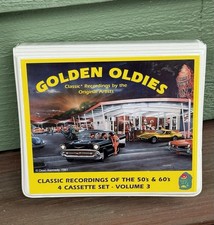 GOLDEN OLDIES
Classic Recordings by the
Original Artists
CLASSIC RECORDINGS OF THE 50's & 60's
4 CASSETTE SET - VOLUME 3